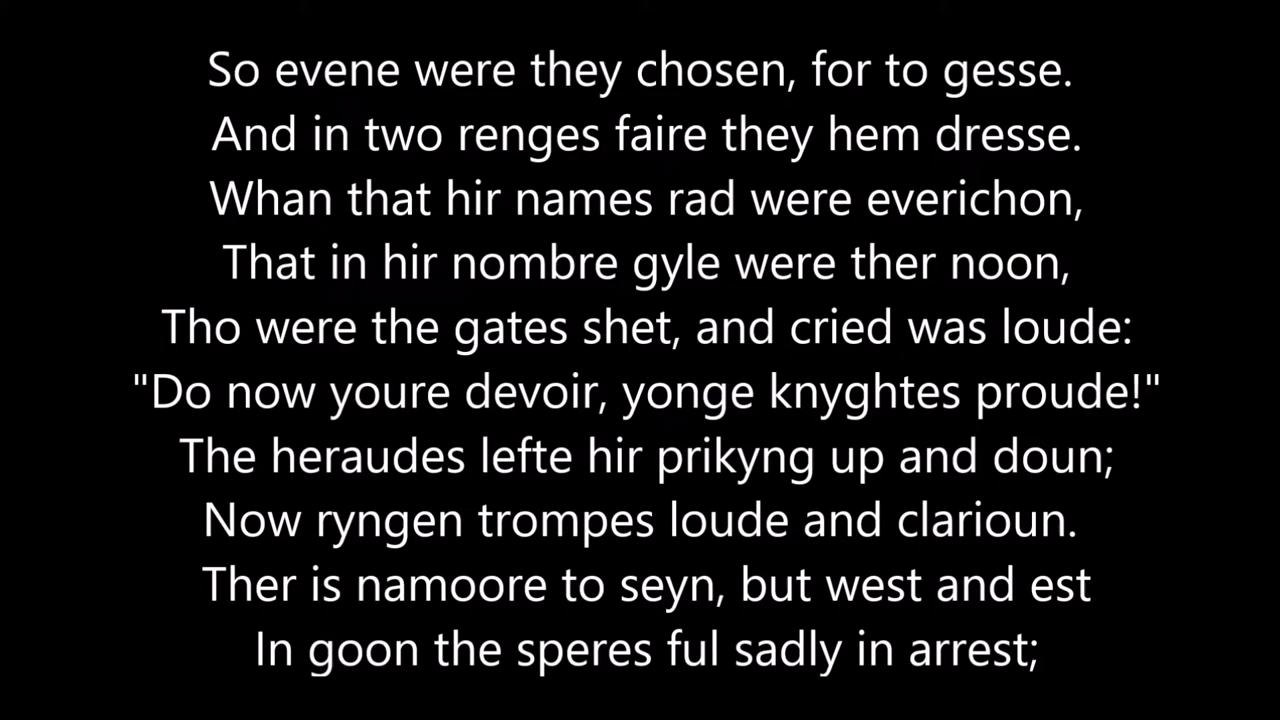 So evene were they chosen, for to gesse.
And in two renges faire they hem dresse.
Whan that hir names rad were everichon,
That in hir nombre gyle were ther noon,
Tho were the gates shet, and cried was loude:
"Do now youre devoir, yonge knyghtes proude!"
The heraudes lefte hir prikyng up and doun;
Now ryngen trompes loude and clarioun.
Ther is namoore to seyn, but west and est
In goon the speres ful sadly in arrest;